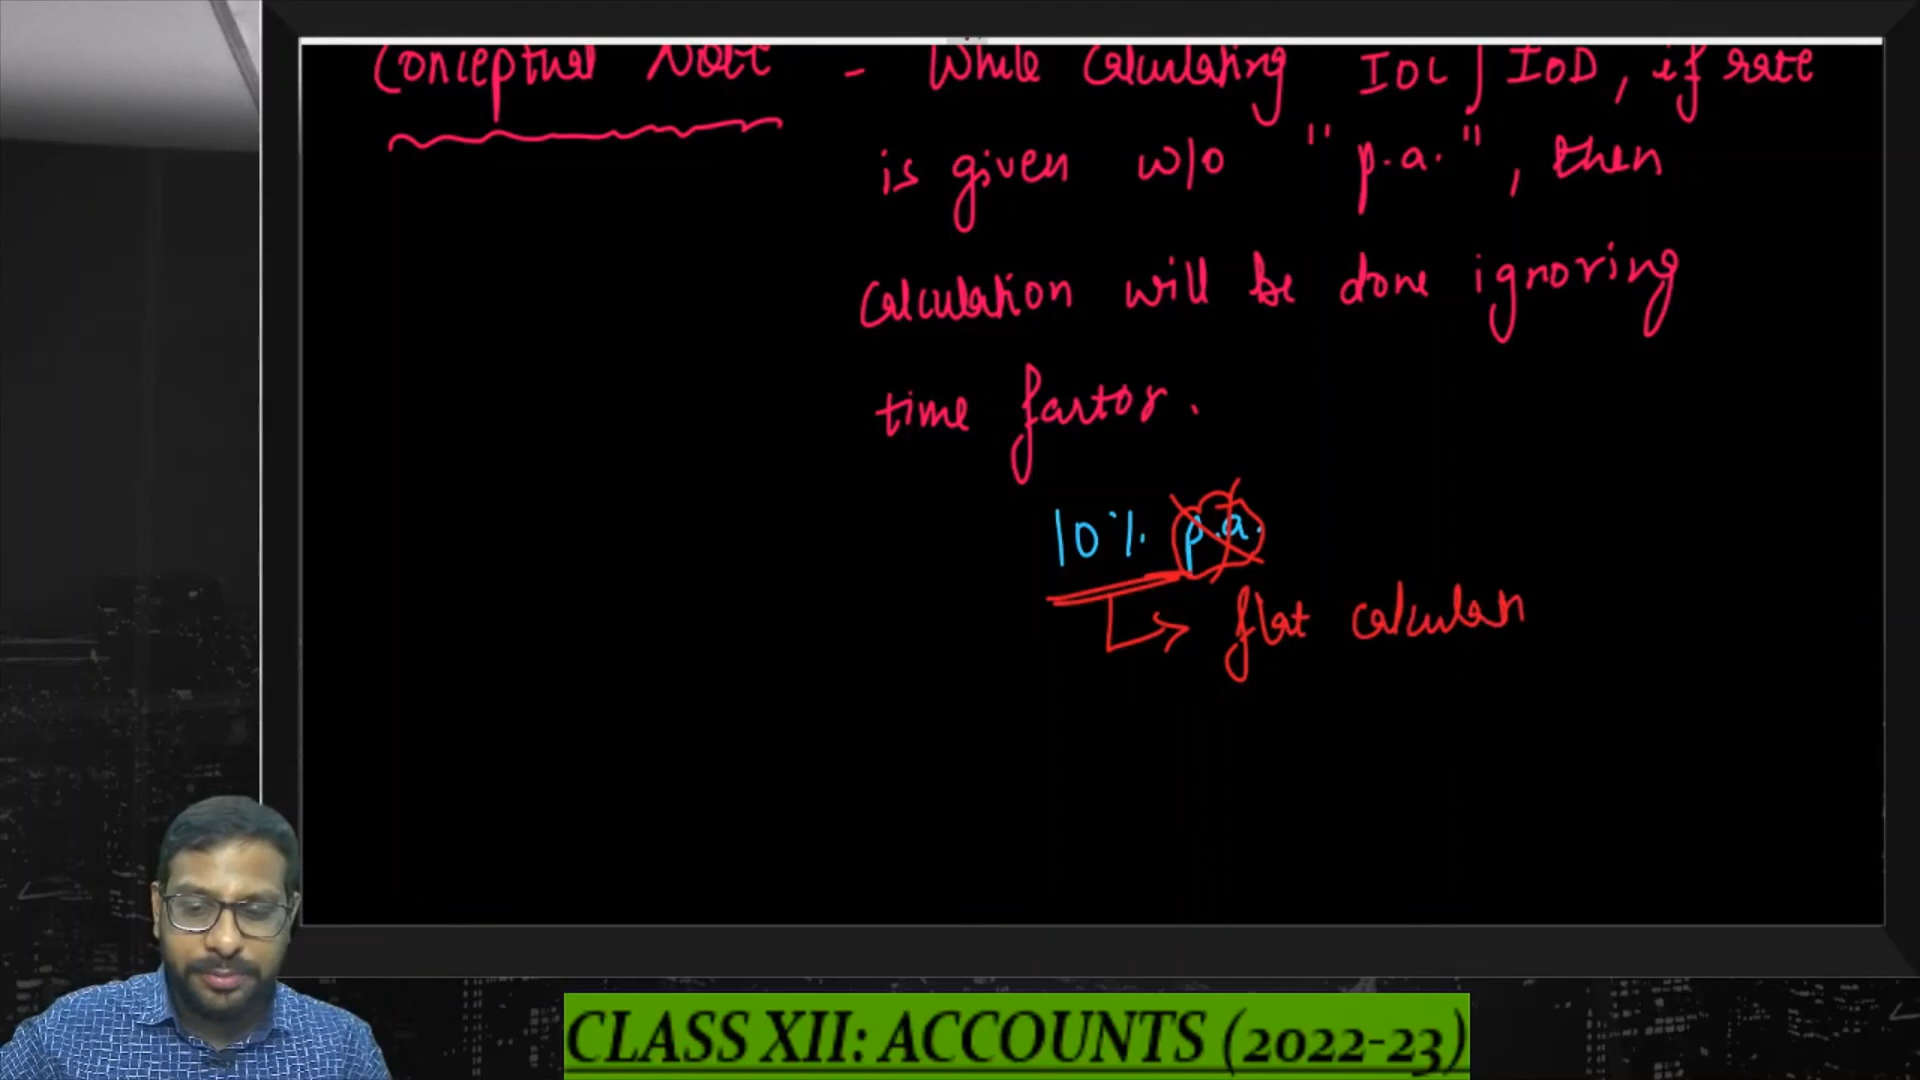 Conceptual Note - While Calculating IOC / IOD, if rate
is given w/o "p.a.", then
Calculation will be done ignoring
time factor.
10% p.a.
flat calculan
CLASS XII: ACCOUNTS (2022-23)